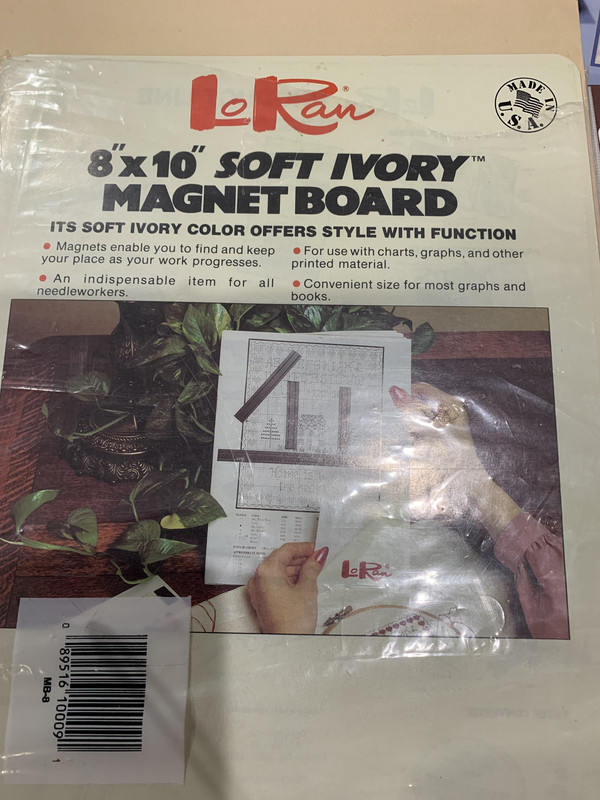 LoRan®
MADE IN
U.S.A.
8"x10" SOFT IVORY™
MAGNET BOARD
ITS SOFT IVORY COLOR OFFERS STYLE WITH FUNCTION
● Magnets enable you to find and keep
your place as your work progresses.
● An indispensable item for all
needleworkers.
● For use with charts, graphs, and other
printed material.
● Convenient size for most graphs and
books.
LoRan
0 89516 10009 1
MB-8